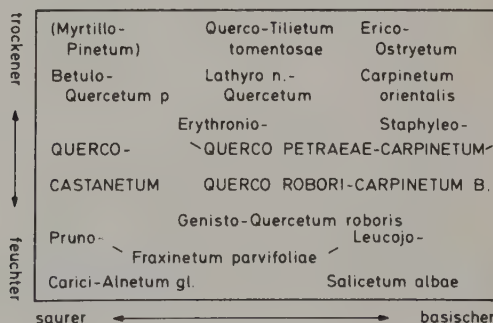 trockener
(Myrtillo- Querco-Tilietum Erico-
Pinetum) tomentosae Ostryetum
Betulo- Lathyro n.- Carpinetum
Quercetum p Quercetum orientalis
Erythronio- Staphyleo-
QUERCO- QUERCO PETRAEAE-CARPINETUM
CASTANETUM QUERCO ROBORI-CARPINETUM B.
Genisto-Quercetum roboris
Pruno- Leucojo-
Fraxinetum parvifoliae
Carici-Alnetum gl. Salicetum albae
feuchter
saurer basischer